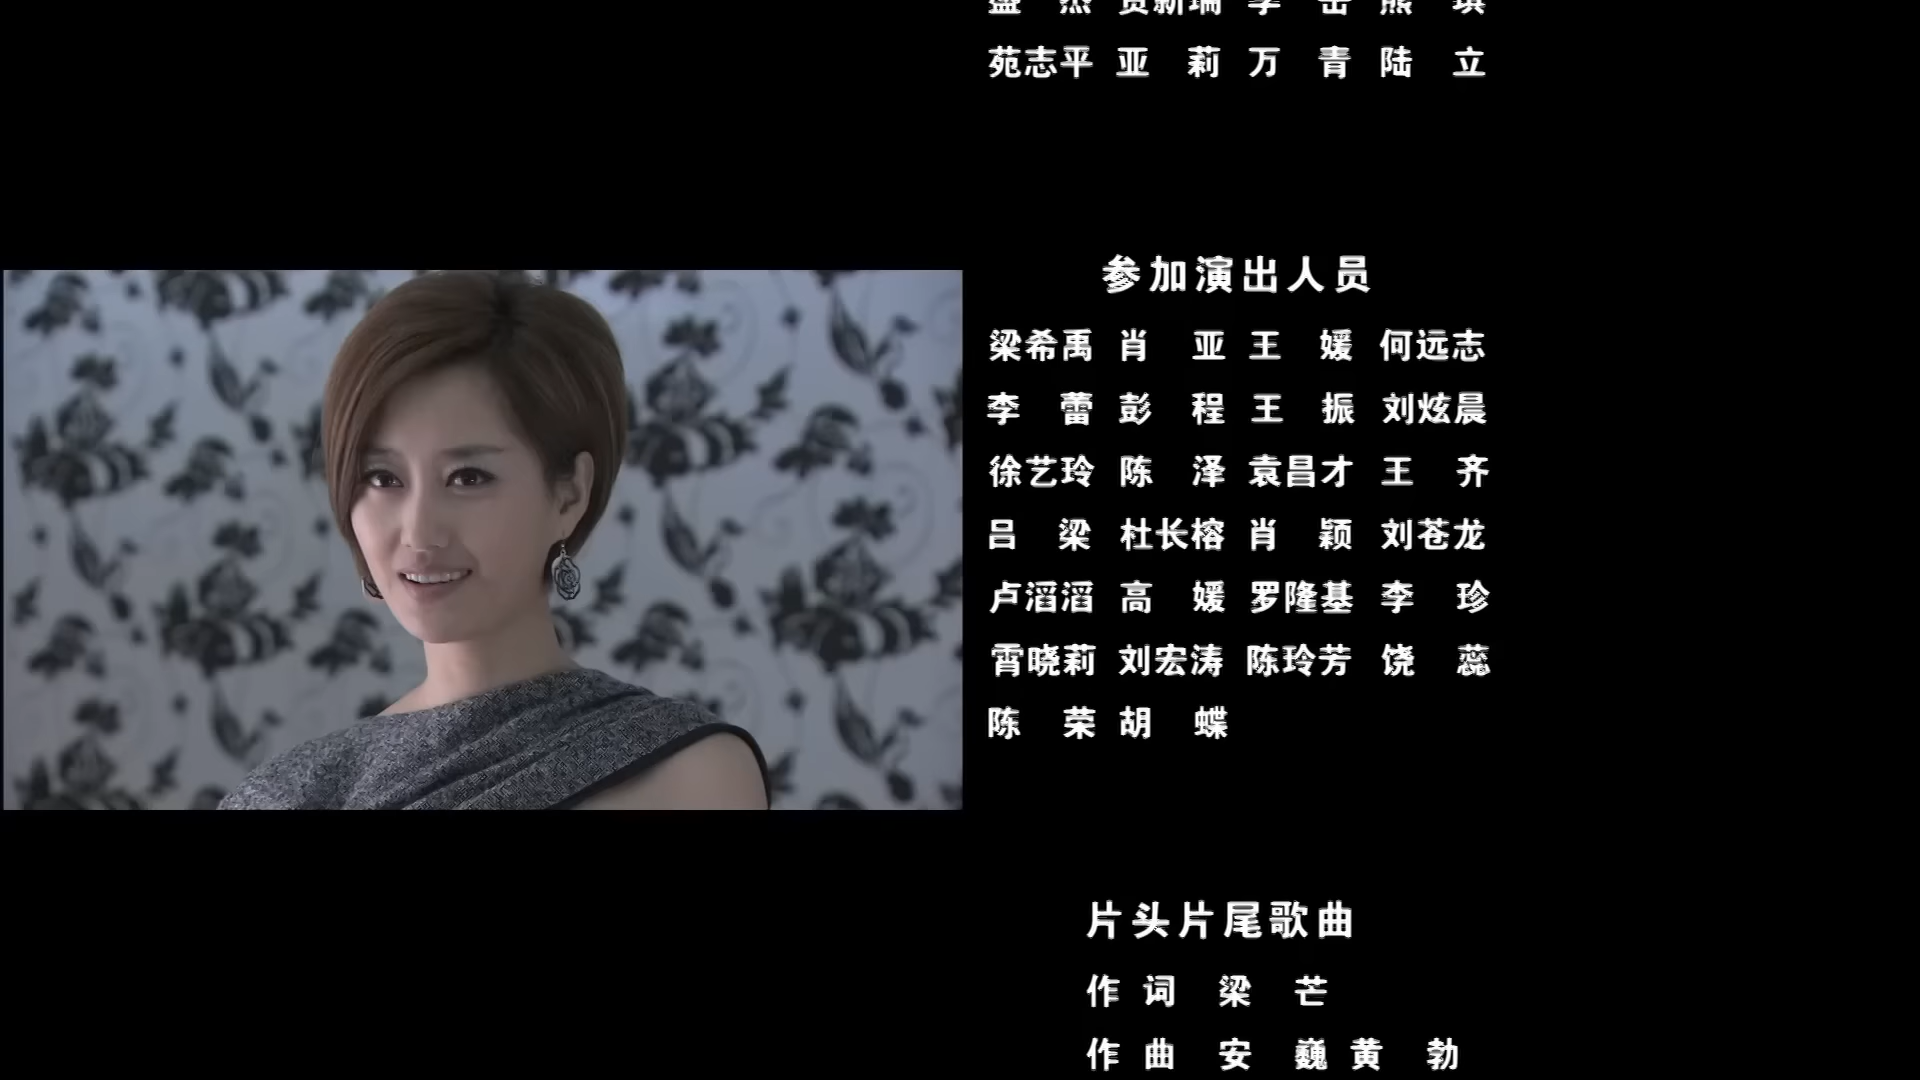 苑志平 亚 莉 万 青 陆 立
参加演出人员
梁希禹 肖 亚 王 媛 何远志
李 蕾 彭 程 王 振 刘炫晨
徐艺玲 陈 泽 袁昌才 王 齐
吕 梁 杜长榕 肖 颖 刘苍龙
卢滔滔 高 媛 罗隆基 李 珍
霄晓莉 刘宏涛 陈玲芳 饶 蕊
陈 荣 胡 蝶
片头片尾歌曲
作 词 梁 芒
作 曲 安 巍 黄 勃